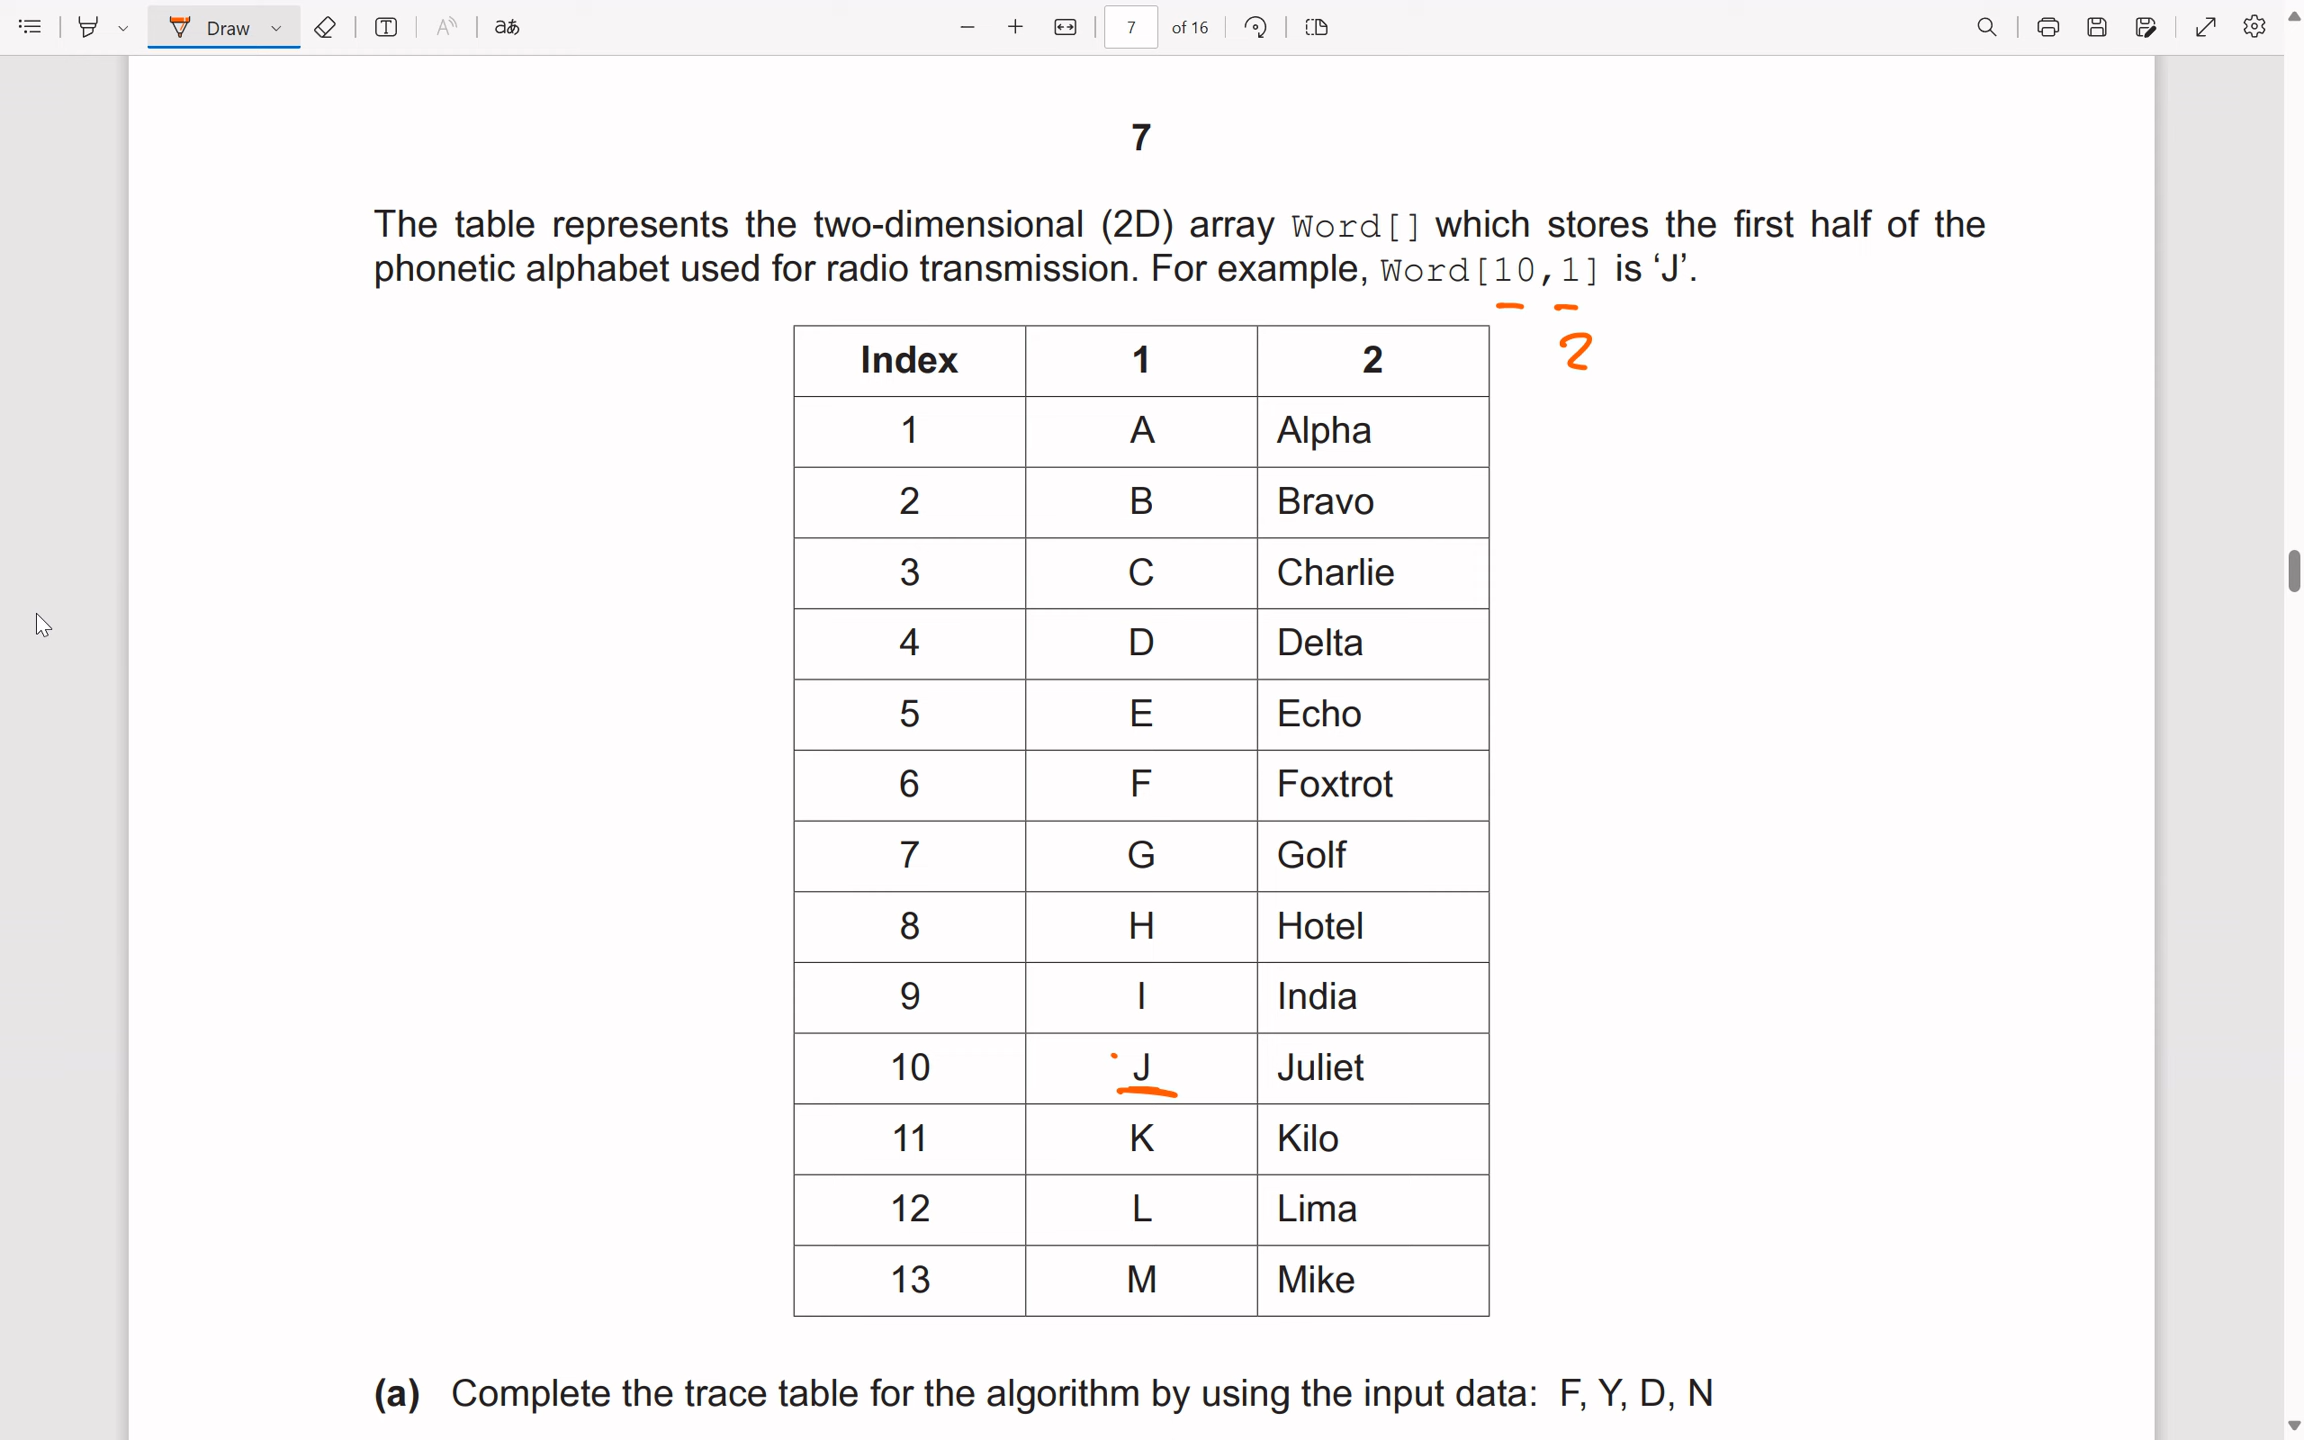 Draw
aあ
7 of 16
7
The table represents the two-dimensional (2D) array Word[] which stores the first half of the
phonetic alphabet used for radio transmission. For example, Word[10,1] is ‘J’.
2
Index 1 2
1 A Alpha
2 B Bravo
3 C Charlie
4 D Delta
5 E Echo
6 F Foxtrot
7 G Golf
8 H Hotel
9 I India
10 J Juliet
11 K Kilo
12 L Lima
13 M Mike
(a) Complete the trace table for the algorithm by using the input data: F, Y, D, N